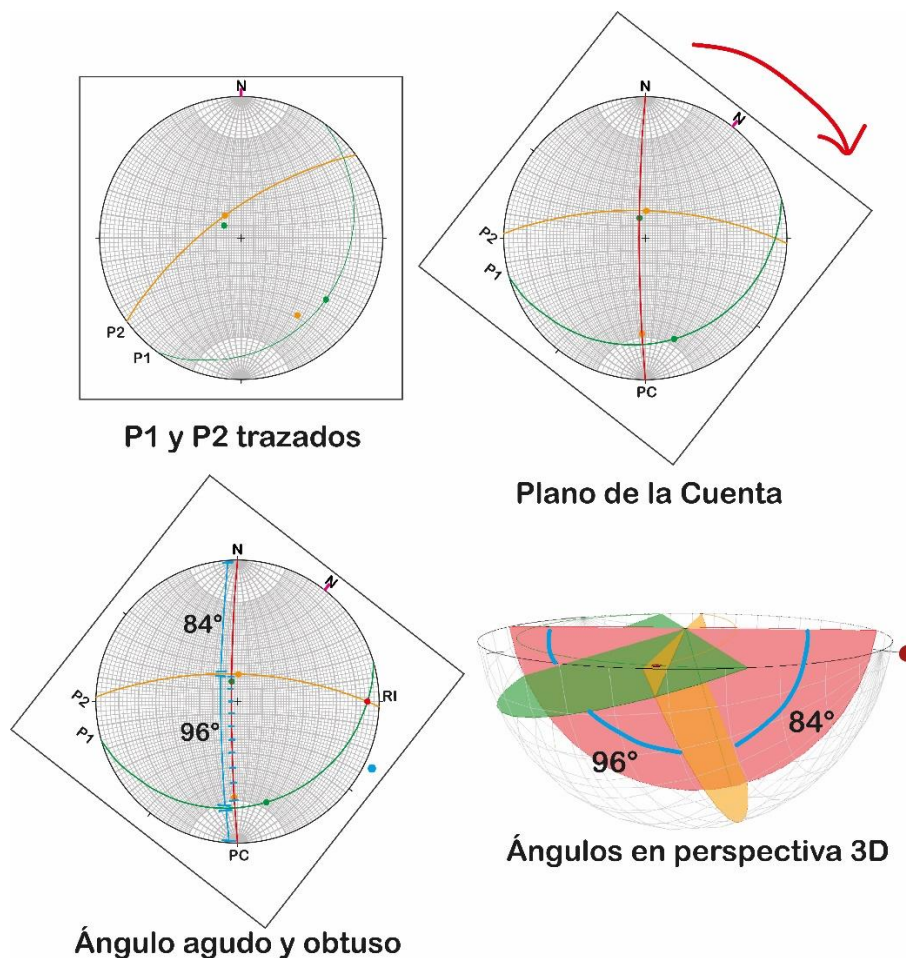 N
P2
P1
P1 y P2 trazados
N
N
P2
P1
PC
Plano de la Cuenta
N
N
84°
P2
RI
96°
P1
PC
Ángulo agudo y obtuso
84°
96°
Ángulos en perspectiva 3D